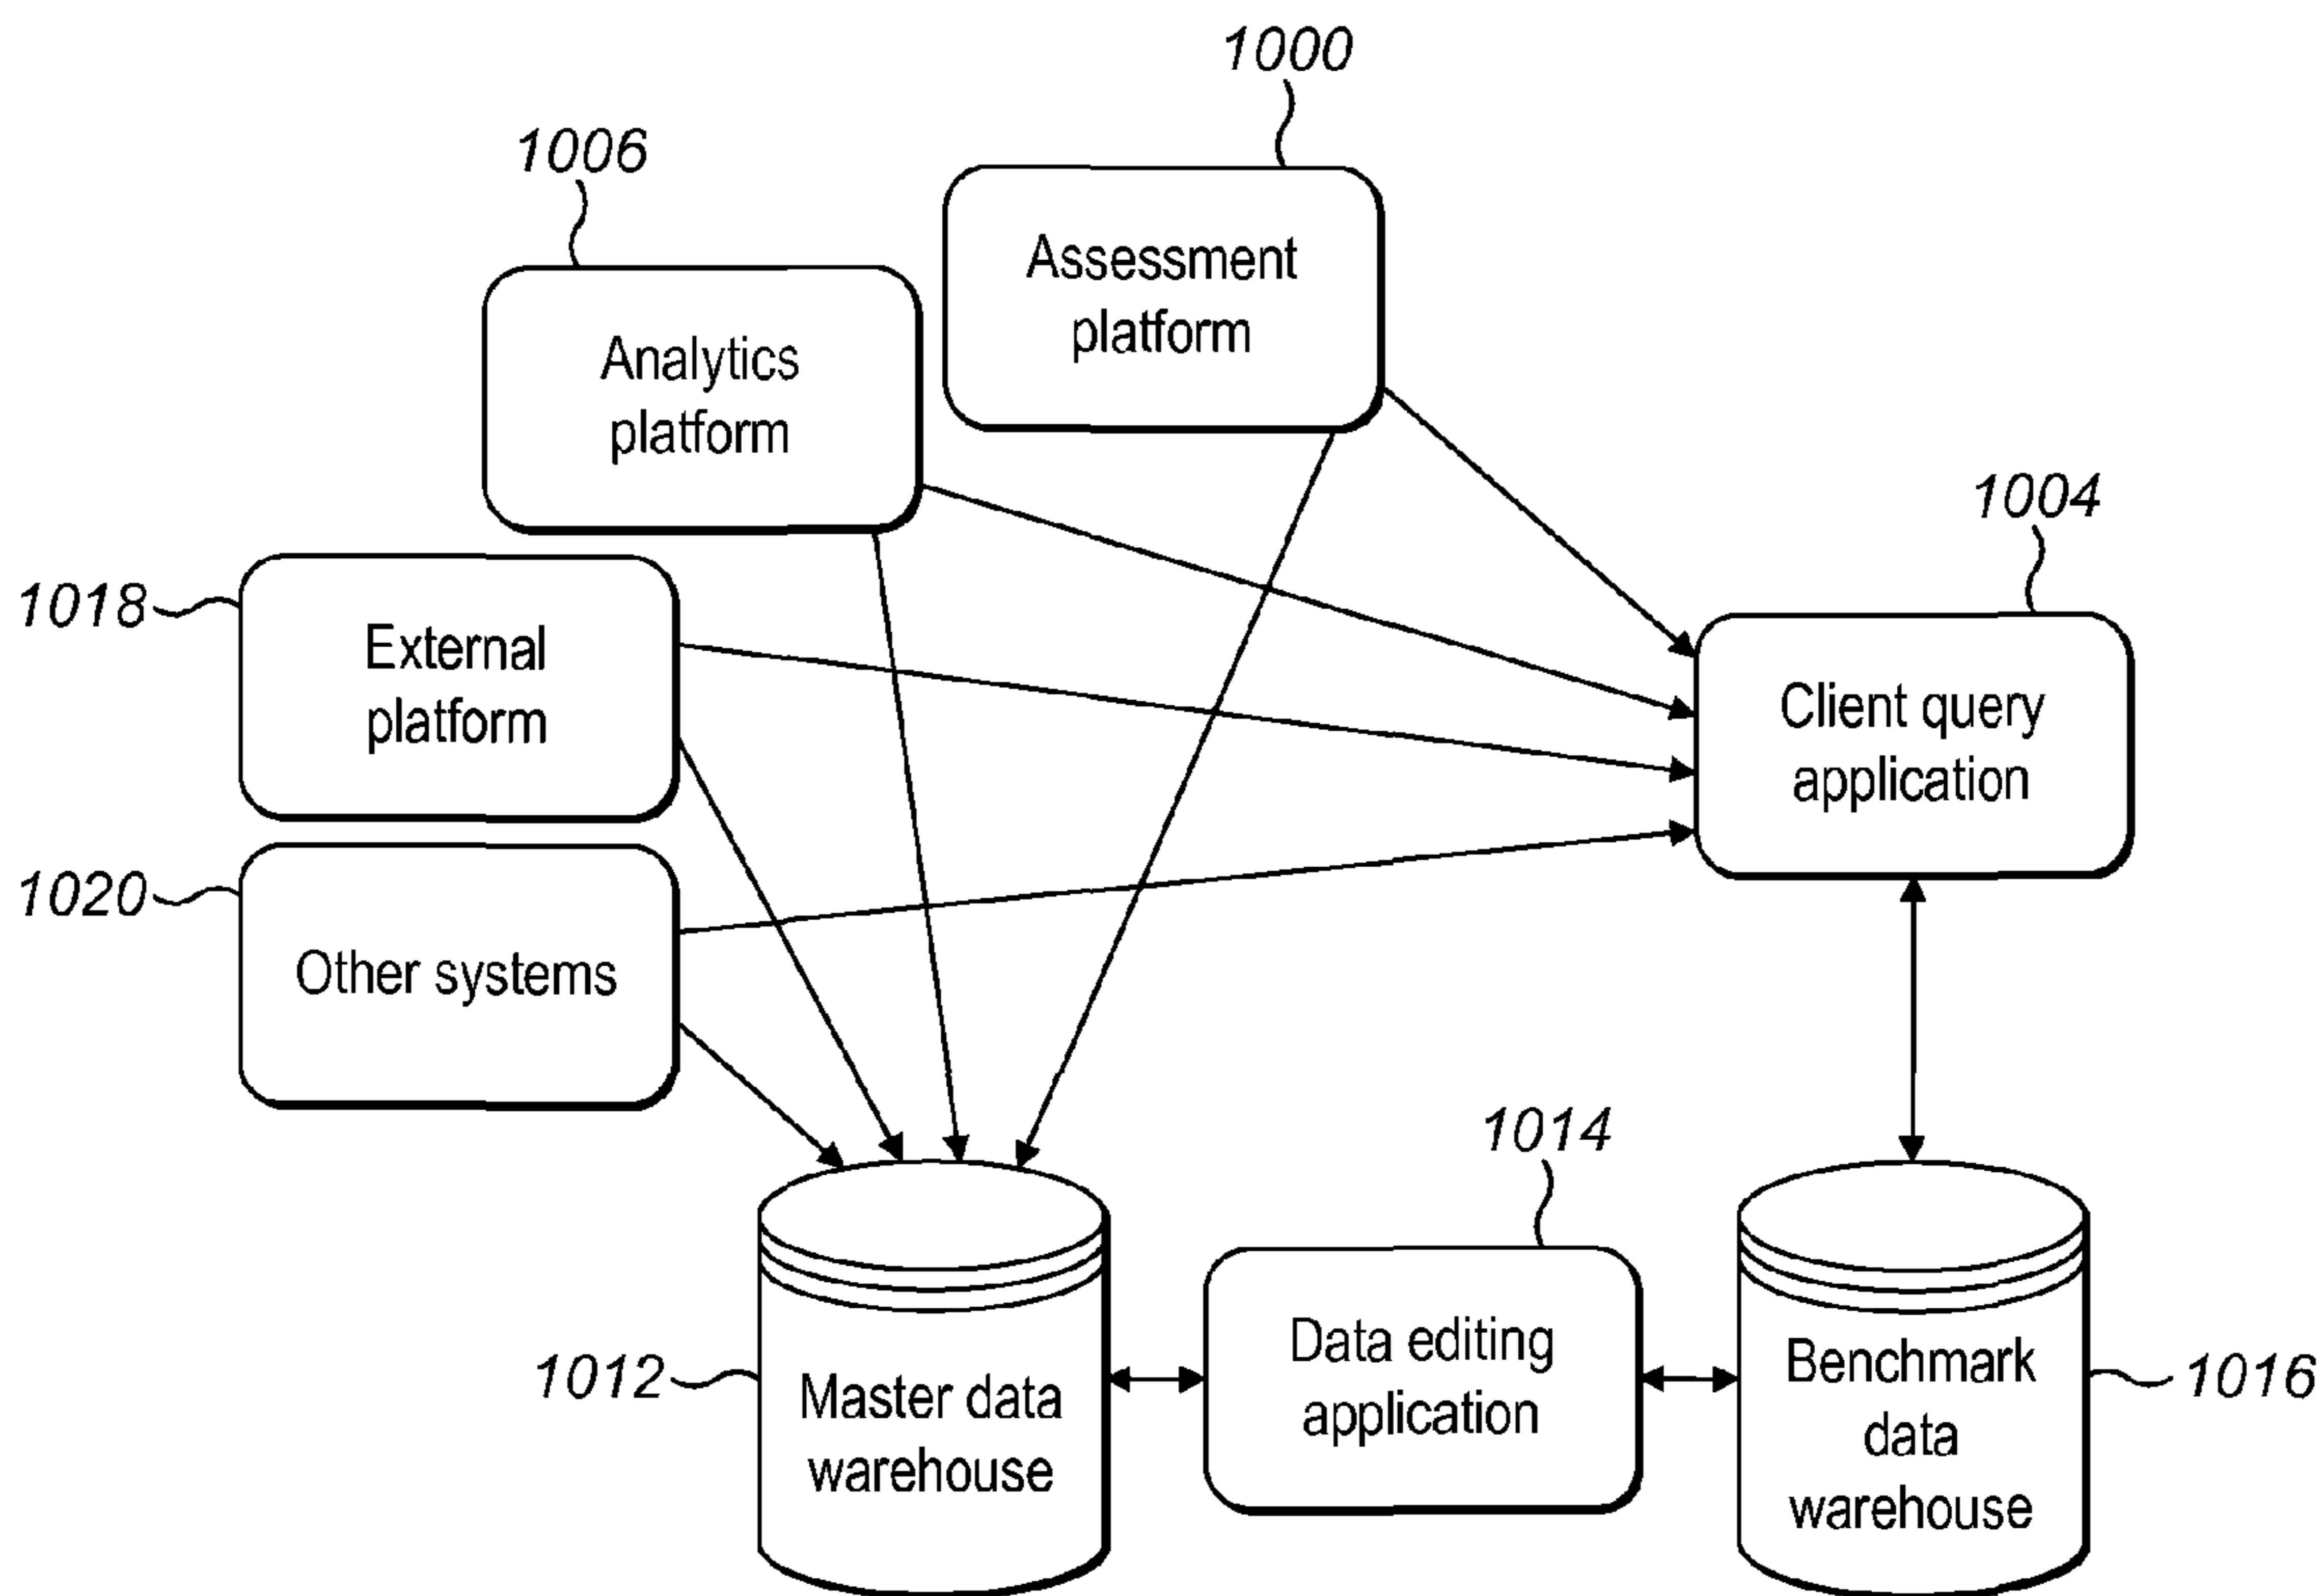 1000
1006
Assessment
platform
Analytics
platform
1004
1018
External
platform
Client query
application
1020
Other systems
1014
1012
Master data
warehouse
Data editing
application
Benchmark
data
warehouse
1016